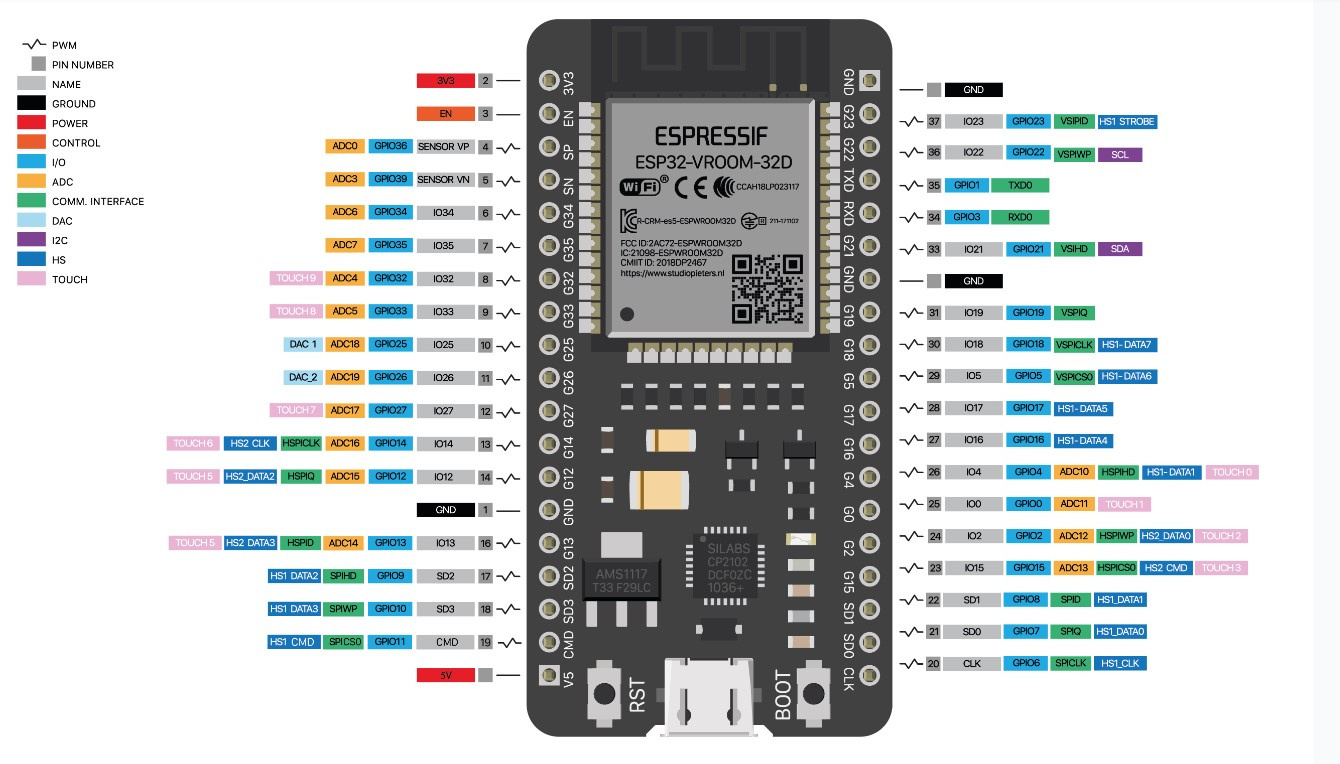 PWM
PIN NUMBER
NAME
GROUND
POWER
CONTROL
I/O
ADC
COMM. INTERFACE
DAC
I2C
HS
TOUCH
3V3 2
EN 3
ADC0 GPIO36 SENSOR VP 4
ADC3 GPIO39 SENSOR VN 5
ADC6 GPIO34 IO34 6
ADC7 GPIO35 IO35 7
TOUCH 9 ADC4 GPIO32 IO32 8
TOUCH 8 ADC5 GPIO33 IO33 9
DAC 1 ADC18 GPIO25 IO25 10
DAC_2 ADC19 GPIO26 IO26 11
TOUCH 7 ADC17 GPIO27 IO27 12
TOUCH 6 HS2 CLK HSPICLK ADC16 GPIO14 IO14 13
TOUCH 5 HS2_DATA2 HSPIQ ADC15 GPIO12 IO12 14
GND 1
TOUCH 5 HS2 DATA3 HSPID ADC14 GPIO13 IO13 16
HS1 DATA2 SPIHD GPIO9 SD2 17
HS1 DATA3 SPIWP GPIO10 SD3 18
HS1 CMD SPICS0 GPIO11 CMD 19
5V
3V3
EN
SP
SN
G34
G35
G32
G33
G25
G26
G27
G14
G12
GND
G13
SD2
SD3
CMD
V5
ESPRESSIF
ESP32-VROOM-32D
WiFi ® CE CCAH18LP023117
R-CRM-es5-ESPWROOM32D R 211-171102
FCC ID:2AC72-ESPWROOM32D
IC:21098-ESPWROOM32D
CMIIT ID: 2018DP2467
https://www.studiopieters.nl
AMS1117
T33 F29LC
SILABS
CP2102
DCF0ZC
1036+
RST
BOOT
GND
G23
G22
TXD
RXD
G21
GND
G19
G18
G5
G17
G16
G4
G0
G2
G15
SD1
SD0
CLK
GND
37 IO23 GPIO23 VSPID HS1 STROBE
36 IO22 GPIO22 VSPIWP SCL
35 GPIO1 TXD0
34 GPIO3 RXD0
33 IO21 GPIO21 VSIHD SDA
GND
31 IO19 GPIO19 VSPIQ
30 IO18 GPIO18 VSPICLK HS1-DATA7
29 IO5 GPIO5 VSPICS0 HS1-DATA6
28 IO17 GPIO17 HS1-DATA5
27 IO16 GPIO16 HS1-DATA4
26 IO4 GPIO4 ADC10 HSPIHD HS1-DATA1 TOUCH 0
25 IO0 GPIO0 ADC11 TOUCH 1
24 IO2 GPIO2 ADC12 HSPIWP HS2_DATA0 TOUCH 2
23 IO15 GPIO15 ADC13 HSPICS0 HS2 CMD TOUCH 3
22 SD1 GPIO8 SPID HS1_DATA1
21 SD0 GPIO7 SPIQ HS1_DATA0
20 CLK GPIO6 SPICLK HS1_CLK